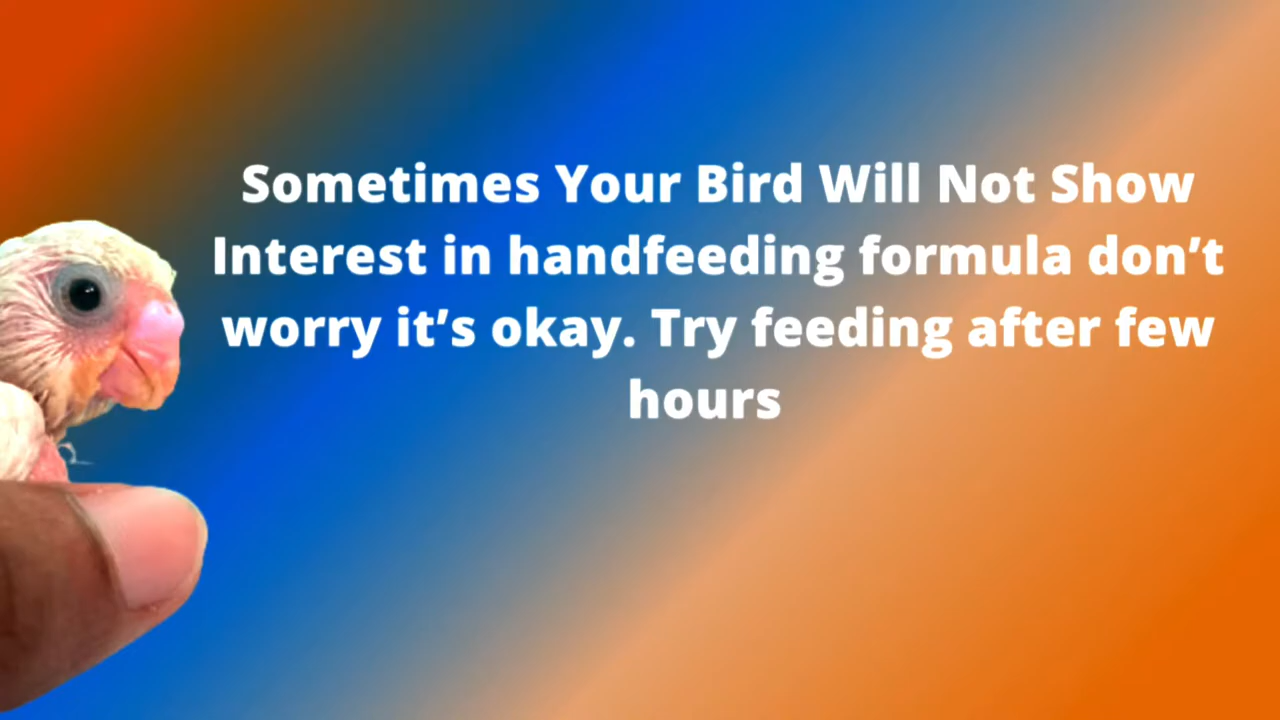 Sometimes Your Bird Will Not Show
Interest in handfeeding formula don’t
worry it’s okay. Try feeding after few
hours